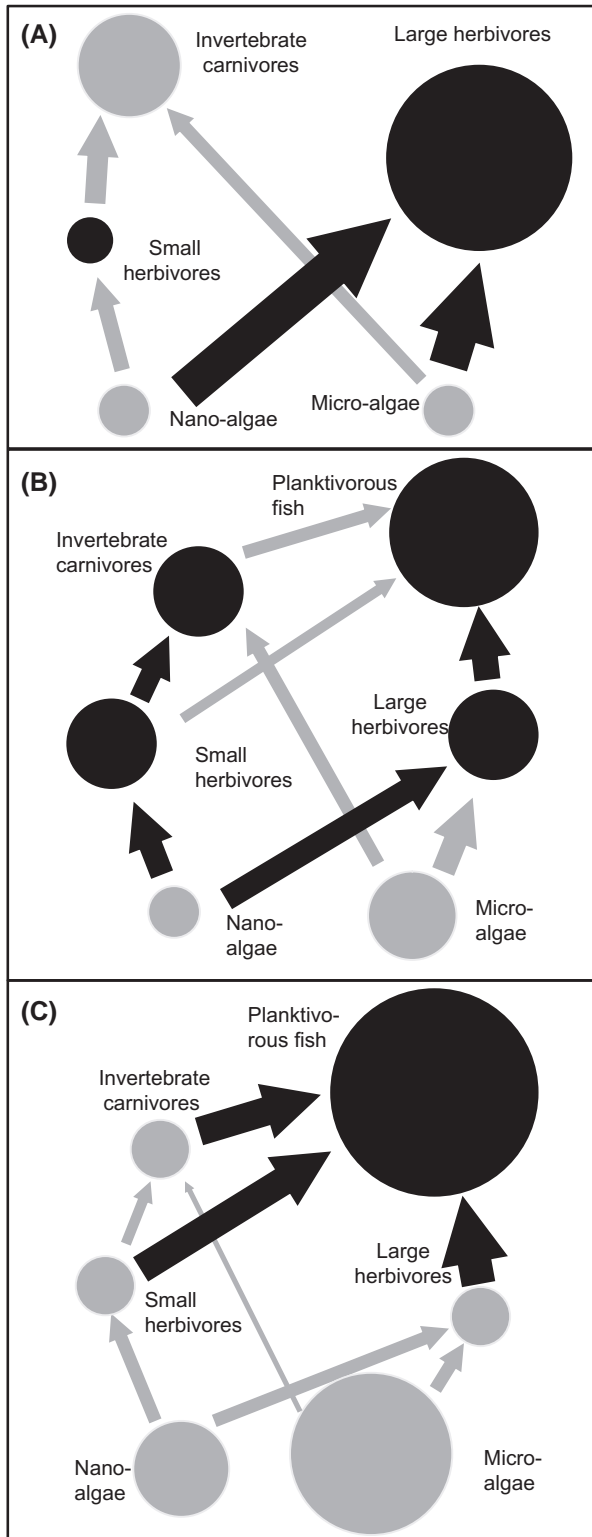 (A)
Invertebrate
carnivores
Large herbivores
Small
herbivores
Nano-algae
Micro-algae
(B)
Planktivorous
fish
Invertebrate
carnivores
Large
herbivores
Small
herbivores
Nano-
algae
Micro-
algae
(C)
Planktivo-
rous fish
Invertebrate
carnivores
Large
herbivores
Small
herbivores
Nano-
algae
Micro-
algae